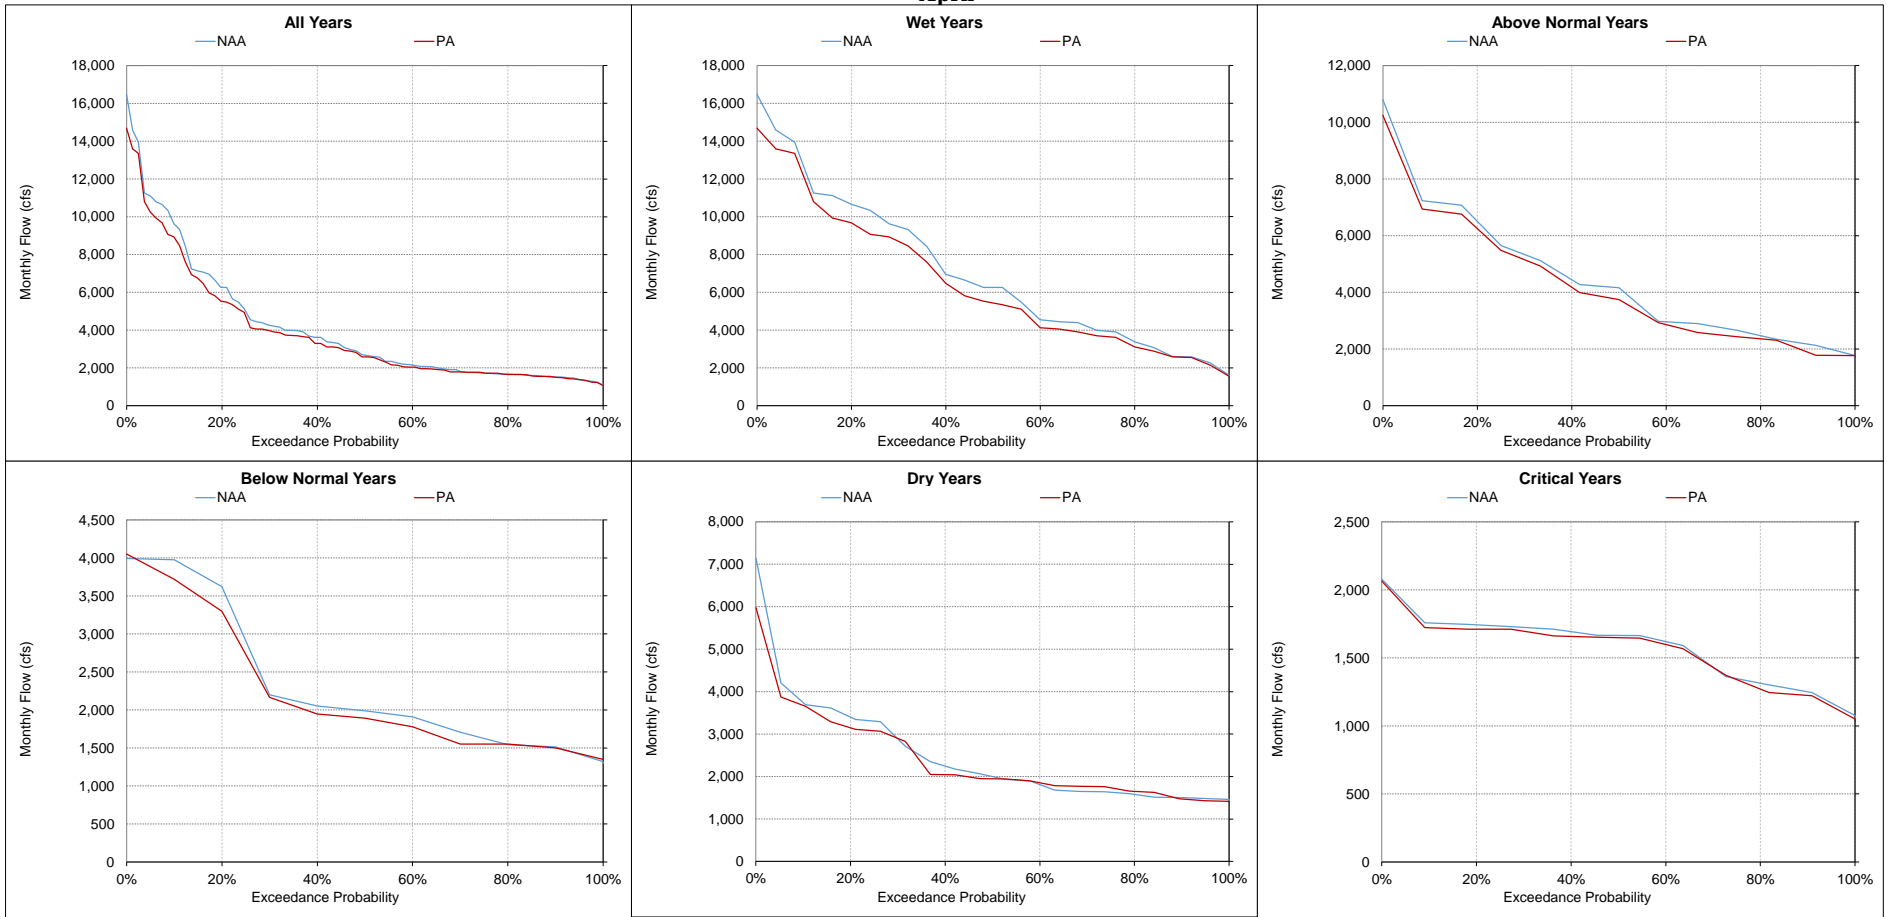 All Years
NAA PA
18,000
16,000
14,000
12,000
10,000
8,000
6,000
4,000
2,000
0
0% 20% 40% 60% 80% 100%
Monthly Flow (cfs)
Exceedance Probability
Wet Years
NAA PA
18,000
16,000
14,000
12,000
10,000
8,000
6,000
4,000
2,000
0
0% 20% 40% 60% 80% 100%
Monthly Flow (cfs)
Exceedance Probability
Above Normal Years
NAA PA
12,000
10,000
8,000
6,000
4,000
2,000
0
0% 20% 40% 60% 80% 100%
Monthly Flow (cfs)
Exceedance Probability
Below Normal Years
NAA PA
4,500
4,000
3,500
3,000
2,500
2,000
1,500
1,000
500
0
0% 20% 40% 60% 80% 100%
Monthly Flow (cfs)
Exceedance Probability
Dry Years
NAA PA
8,000
7,000
6,000
5,000
4,000
3,000
2,000
1,000
0
0% 20% 40% 60% 80% 100%
Monthly Flow (cfs)
Exceedance Probability
Critical Years
NAA PA
2,500
2,000
1,500
1,000
500
0
0% 20% 40% 60% 80% 100%
Monthly Flow (cfs)
Exceedance Probability